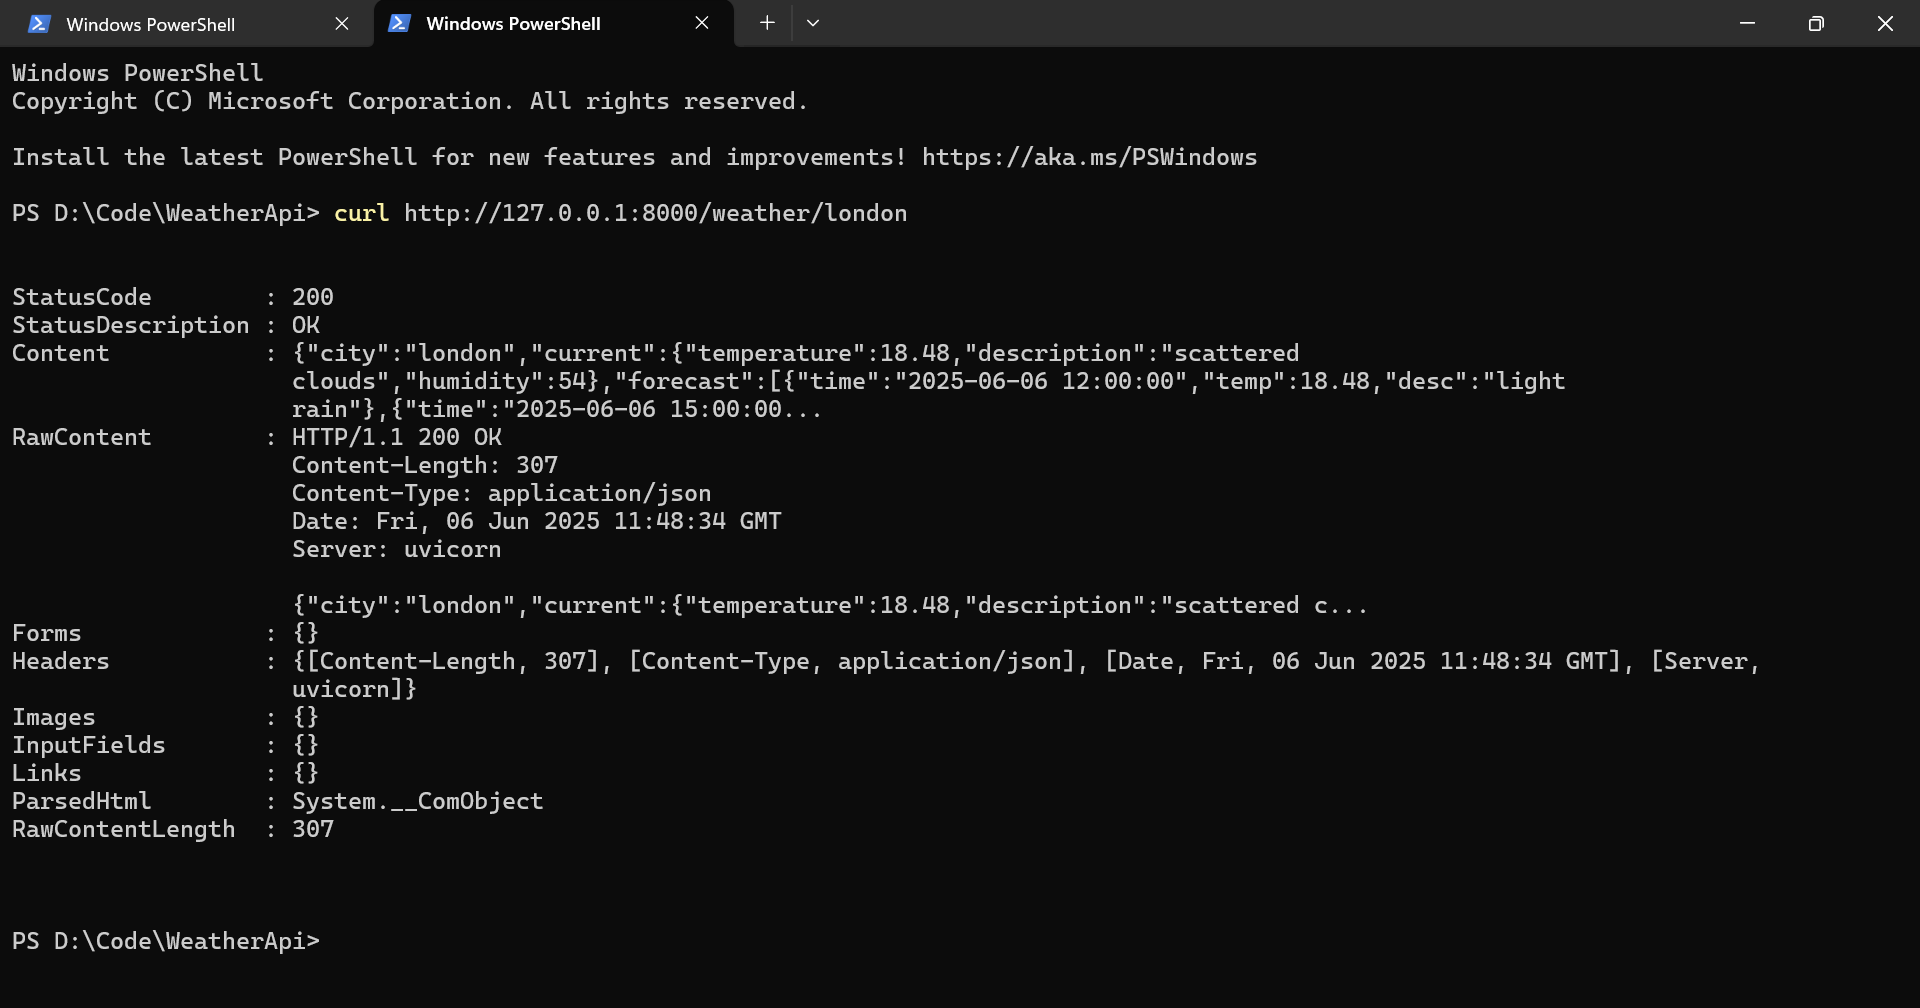 Windows PowerShell
Windows PowerShell
Windows PowerShell
Copyright (C) Microsoft Corporation. All rights reserved.
Install the latest PowerShell for new features and improvements! https://aka.ms/PSWindows
PS D:\Code\WeatherApi> curl http://127.0.0.1:8000/weather/london
StatusCode        : 200
StatusDescription : OK
Content           : {"city":"london","current":{"temperature":18.48,"description":"scattered
                    clouds","humidity":54},"forecast":[{"time":"2025-06-06 12:00:00","temp":18.48,"desc":"light
                    rain"},{"time":"2025-06-06 15:00:00...
RawContent        : HTTP/1.1 200 OK
                    Content-Length: 307
                    Content-Type: application/json
                    Date: Fri, 06 Jun 2025 11:48:34 GMT
                    Server: uvicorn
                    {"city":"london","current":{"temperature":18.48,"description":"scattered c...
Forms             : {}
Headers           : {[Content-Length, 307], [Content-Type, application/json], [Date, Fri, 06 Jun 2025 11:48:34 GMT], [Server,
                    uvicorn]}
Images            : {}
InputFields       : {}
Links             : {}
ParsedHtml        : System.__ComObject
RawContentLength  : 307
PS D:\Code\WeatherApi>